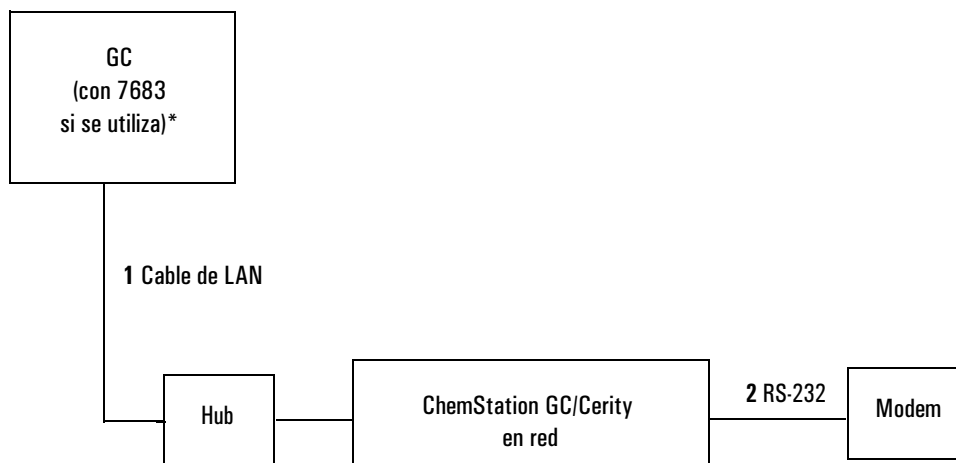 GC
(con 7683
si se utiliza)*
1 Cable de LAN
Hub
ChemStation GC/Cerity
en red
2 RS-232
Modem